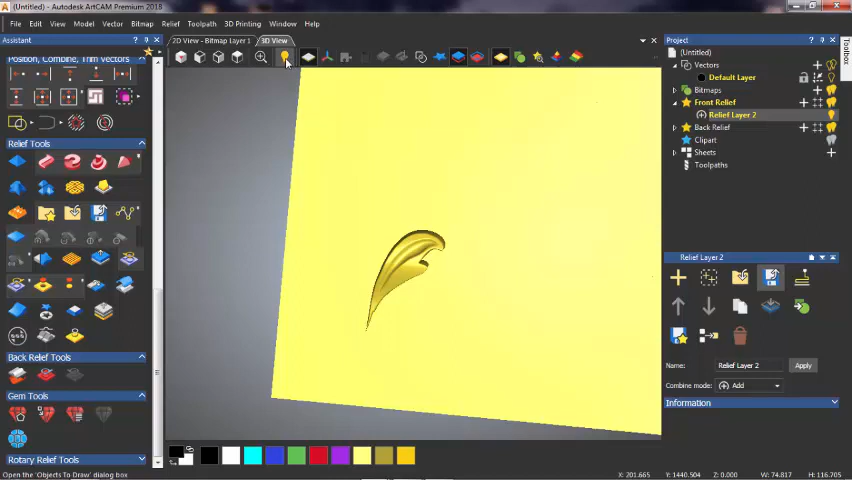 (Untitled) - Autodesk ArtCAM Premium 2018
File Edit View Model Vector Bitmap Relief Toolpath 3D Printing Window Help
Assistant
2D View - Bitmap Layer 1 3D View
Project
Toolbox
Position, Combine, Trim Vectors
(Untitled)
Vectors
Default Layer
Bitmaps
Front Relief
Relief Layer 2
Back Relief
Clipart
Sheets
Toolpaths
Relief Tools
Relief Layer 2
Name: Relief Layer 2 Apply
Back Relief Tools
Combine mode: Add
Gem Tools
Information
Rotary Relief Tools
Open the 'Objects To Draw' dialog box
X: 201.665 Y: 1440.504 Z: 0.000 W: 74.817 H: 116.705